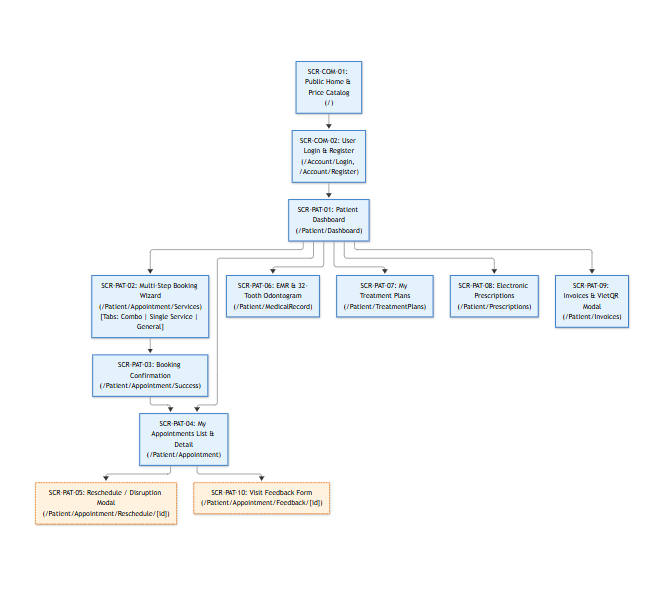 SCR-COM-01:
Public Home &
Price Catalog
(/)
SCR-COM-02: User
Login & Register
(/Account/Login,
/Account/Register)
SCR-PAT-01: Patient
Dashboard
(/Patient/Dashboard)
SCR-PAT-02: Multi-Step Booking
Wizard
(/Patient/Appointment/Services)
[Tabs: Combo | Single Service |
General]
SCR-PAT-06: EMR & 32-
Tooth Odontogram
(/Patient/MedicalRecord)
SCR-PAT-07: My
Treatment Plans
(/Patient/TreatmentPlans)
SCR-PAT-08: Electronic
Prescriptions
(/Patient/Prescriptions)
SCR-PAT-09:
Invoices & VietQR
Modal
(/Patient/Invoices)
SCR-PAT-03: Booking
Confirmation
(/Patient/Appointment/Success)
SCR-PAT-04: My
Appointments List &
Detail
(/Patient/Appointment)
SCR-PAT-05: Reschedule / Disruption
Modal
(/Patient/Appointment/Reschedule/[id])
SCR-PAT-10: Visit Feedback Form
(/Patient/Appointment/Feedback/[id])